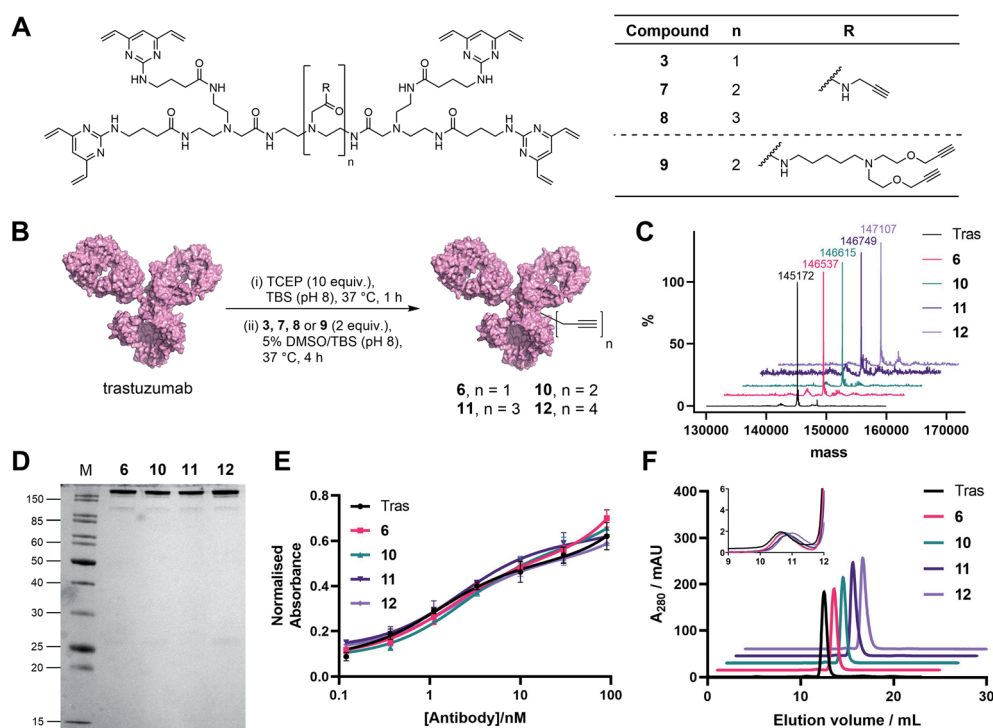 A
N
N
HN
O
NH
N
N
H
N
N
H
O
N
O
N
H
N
R
O
n
H
N
O
N
O
N
H
H
N
O
NH
O
H
N
N
N
N
N
Compound n R
3 1
7 2
8 3
N
H
9 2
N
H
N
O
O
B
trastuzumab
(i) TCEP (10 equiv.),
TBS (pH 8), 37 °C, 1 h
(ii) 3, 7, 8 or 9 (2 equiv.),
5% DMSO/TBS (pH 8),
37 °C, 4 h
n
6, n = 1 10, n = 2
11, n = 3 12, n = 4
C
%
100
50
0
145172
146537
146615
146749
147107
130000 140000 150000 160000 170000
mass
Tras
6
10
11
12
D
M 6 10 11 12
150
85
60
50
40
30
25
20
15
E
Normalised
Absorbance
0.8
0.6
0.4
0.2
0.0
0.1 1 10 100
[Antibody]/nM
Tras
6
10
11
12
F
A280 / mAU
400
300
200
100
0
6
4
2
0
9 10 11 12
0 10 20 30
Elution volume / mL
Tras
6
10
11
12